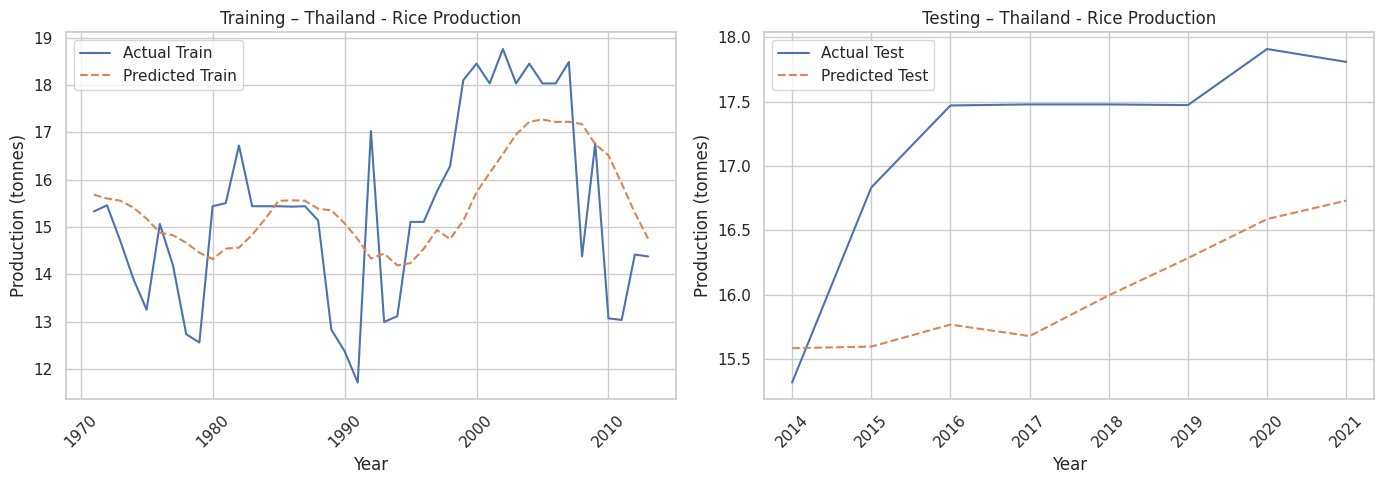 Training – Thailand - Rice Production
Actual Train
Predicted Train
Production (tonnes)
19
18
17
16
15
14
13
12
1970
1980
1990
2000
2010
Year
Testing – Thailand - Rice Production
Actual Test
Predicted Test
Production (tonnes)
18.0
17.5
17.0
16.5
16.0
15.5
2014
2015
2016
2017
2018
2019
2020
2021
Year